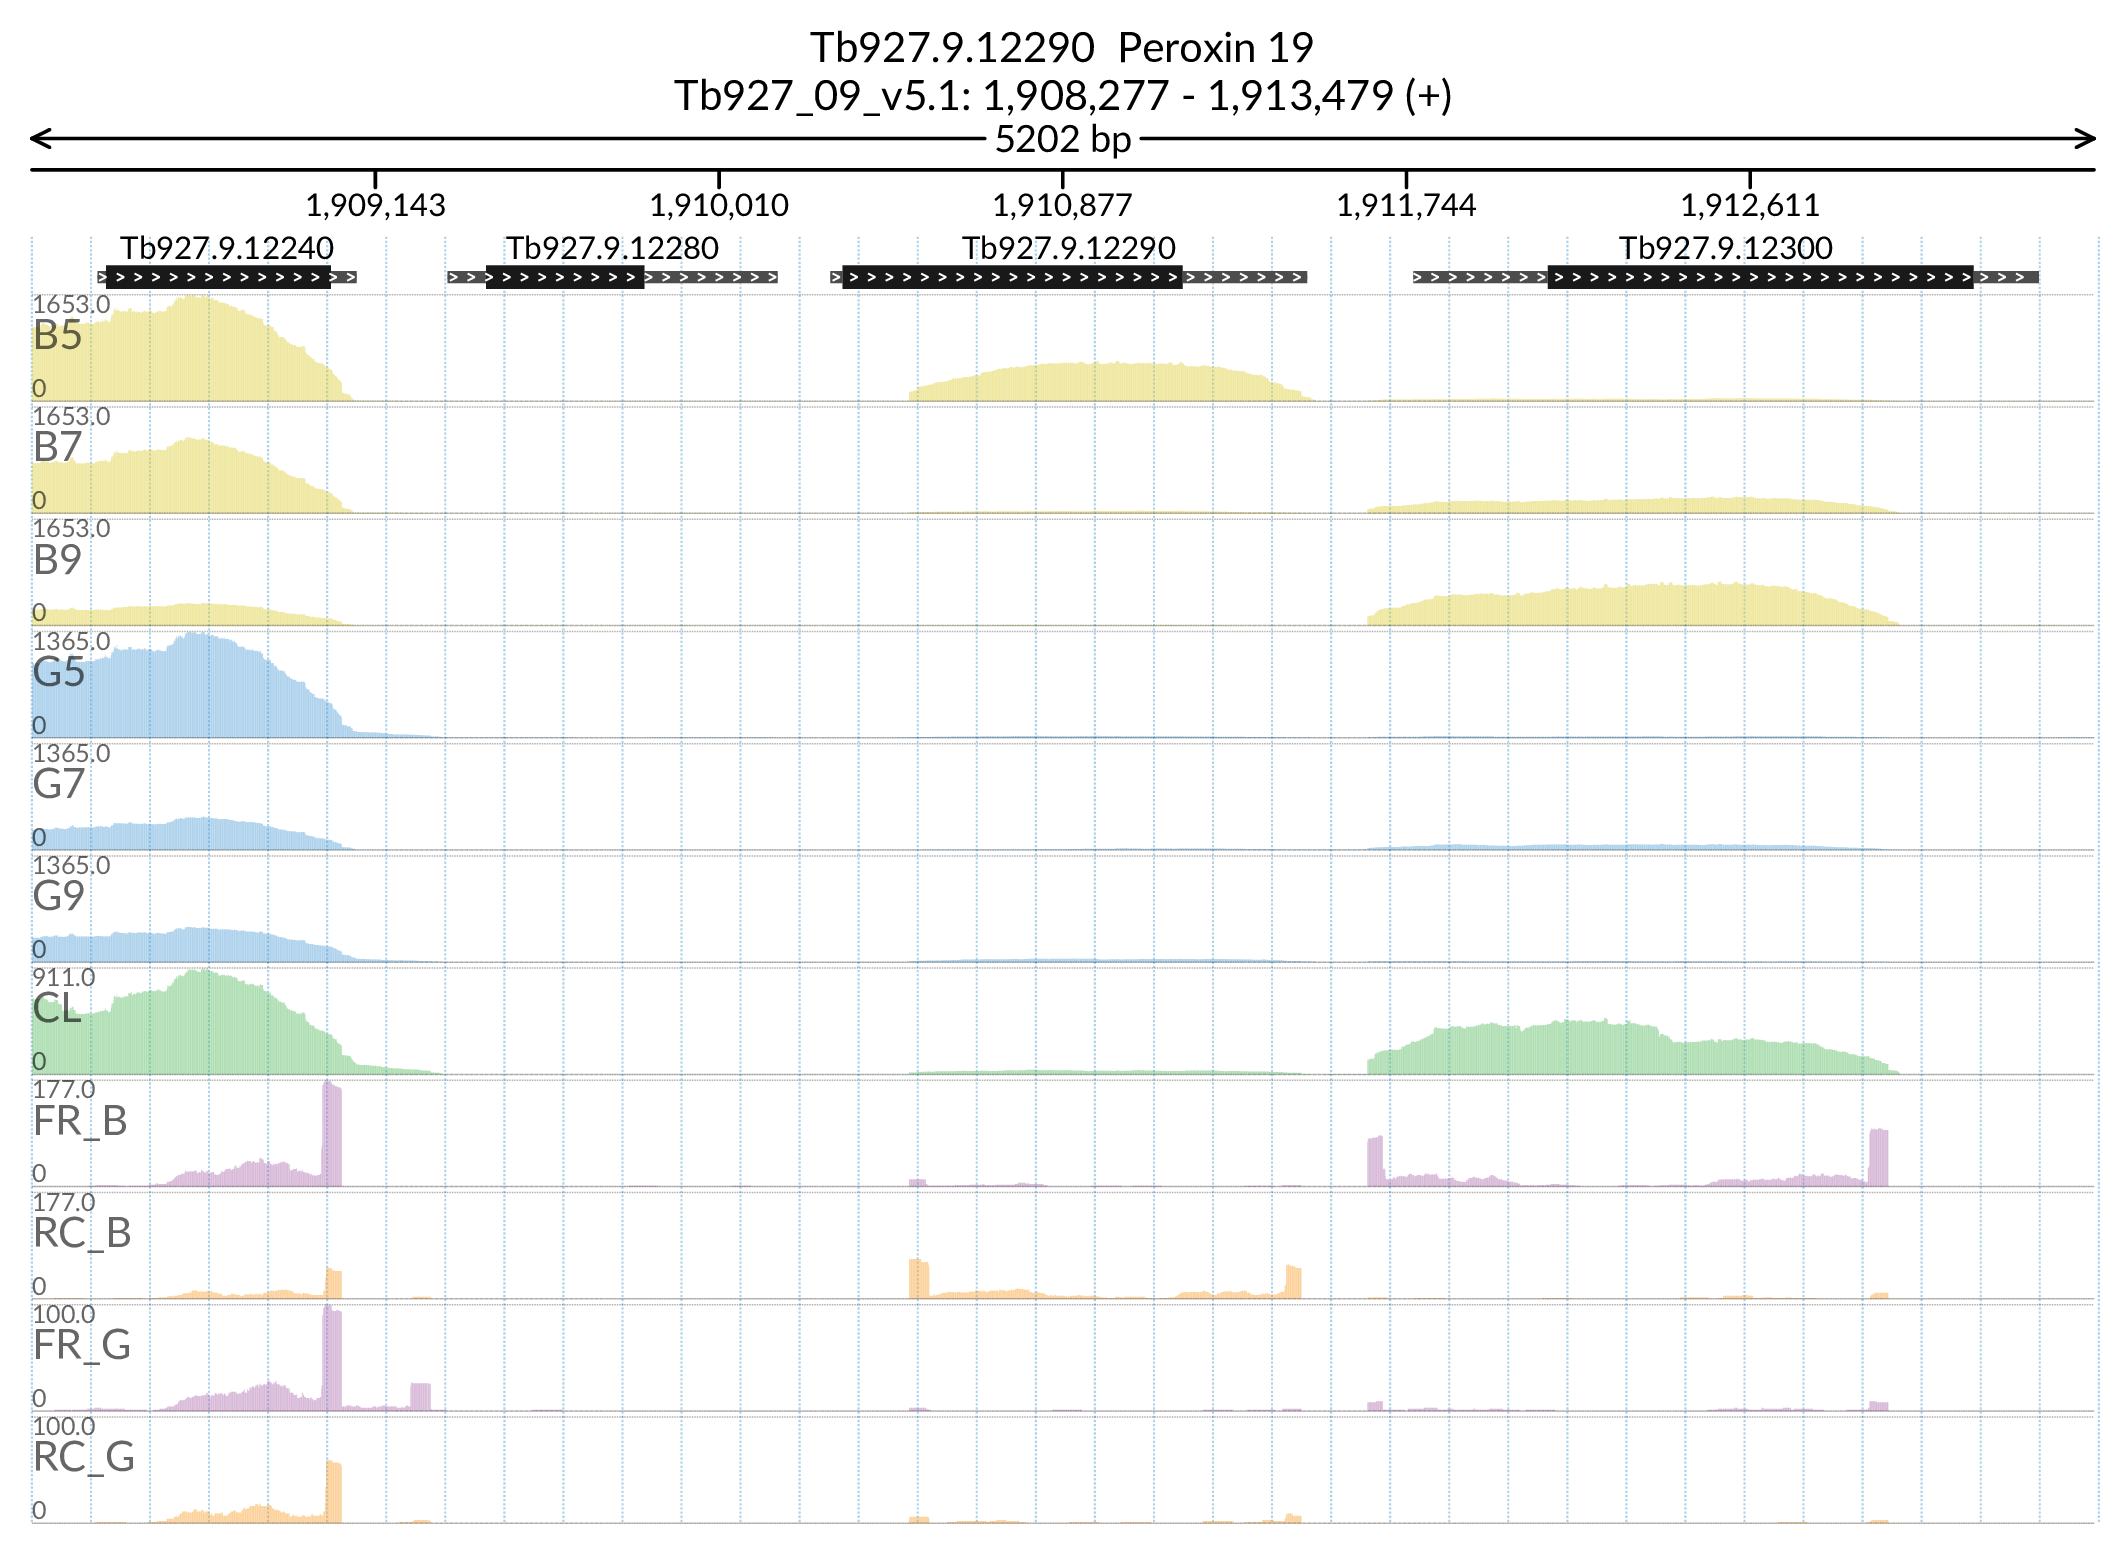 Tb927.9.12290  Peroxin 19
Tb927_09_v5.1: 1,908,277 - 1,913,479 (+)
5202 bp
1,909,143 1,910,010 1,910,877 1,911,744 1,912,611
Tb927.9.12240 Tb927.9.12280 Tb927.9.12290 Tb927.9.12300
1653.0
B5
0
1653.0
B7
0
1653.0
B9
0
1365.0
G5
0
1365.0
G7
0
1365.0
G9
0
911.0
CL
0
177.0
FR_B
0
177.0
RC_B
0
100.0
FR_G
0
100.0
RC_G
0